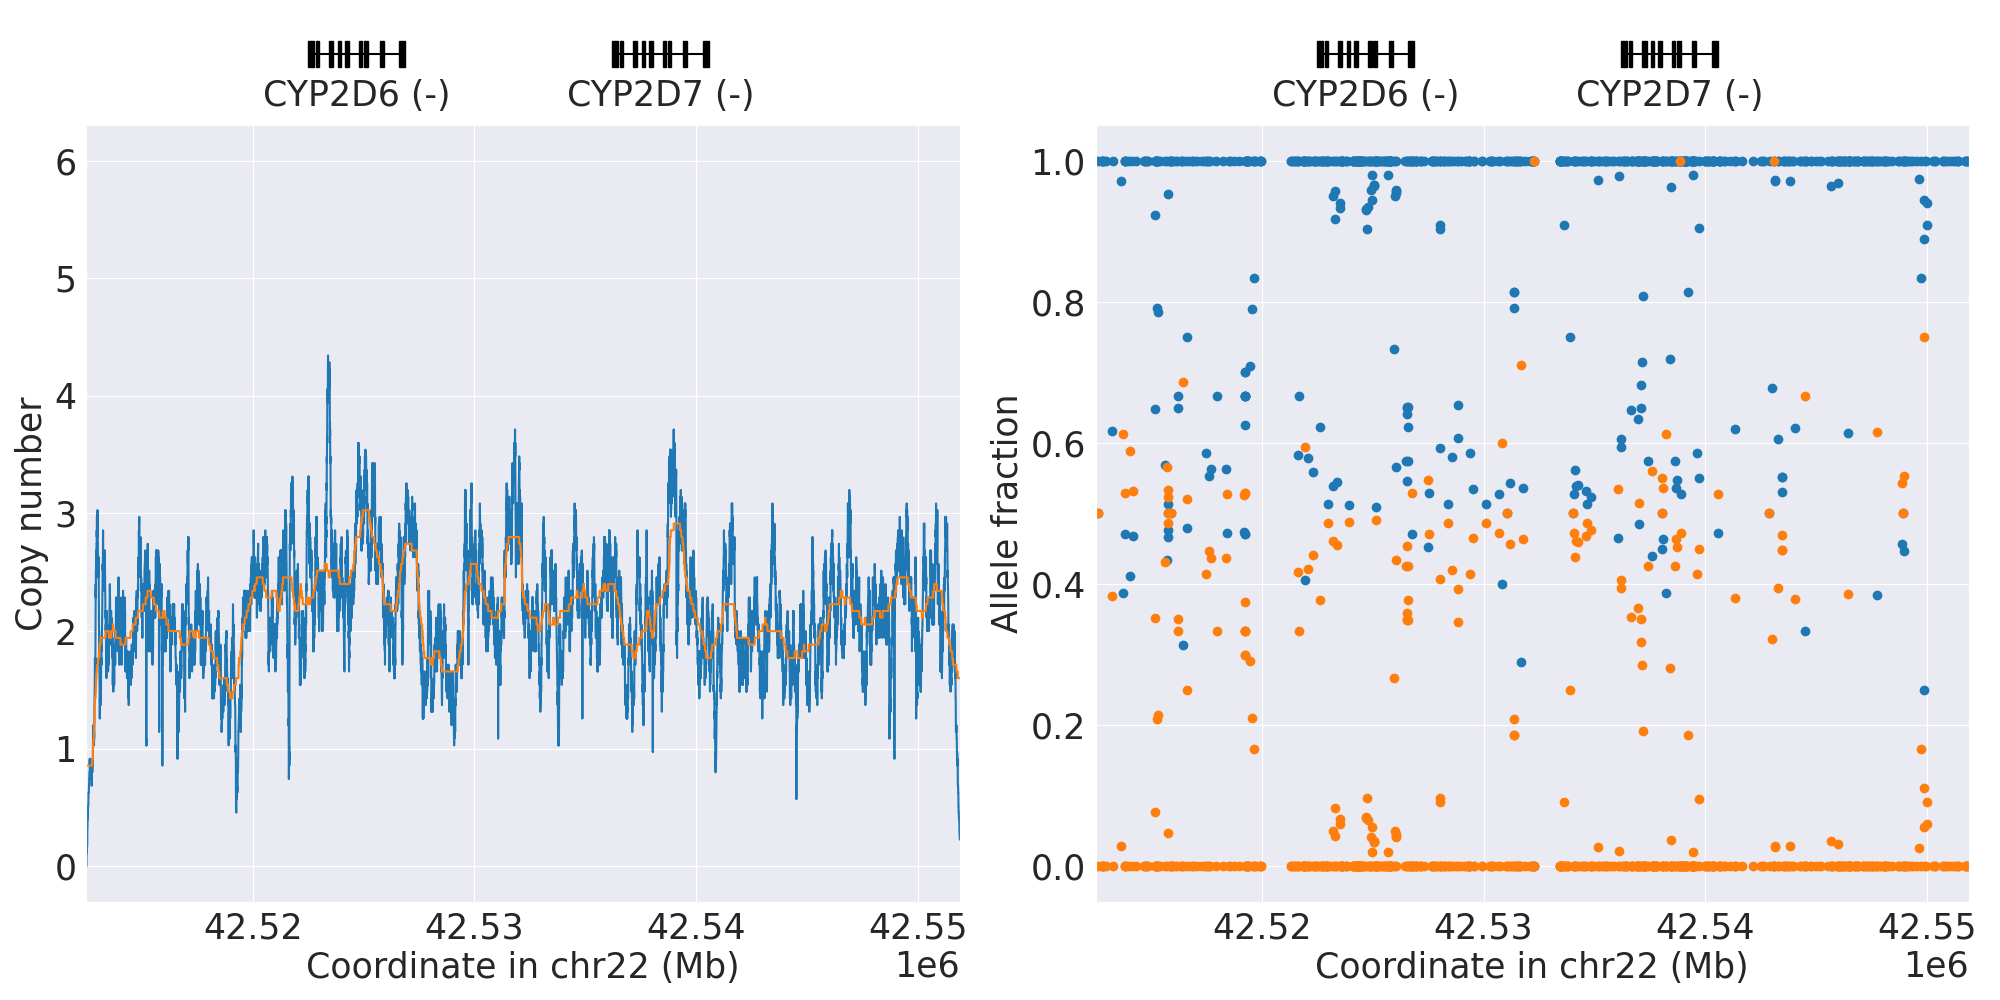 CYP2D6 (-) CYP2D7 (-)
6
5
4
3
2
1
0
Copy number
42.52 42.53 42.54 42.55
Coordinate in chr22 (Mb) 1e6
CYP2D6 (-) CYP2D7 (-)
1.0
0.8
0.6
0.4
0.2
0.0
Allele fraction
42.52 42.53 42.54 42.55
Coordinate in chr22 (Mb) 1e6